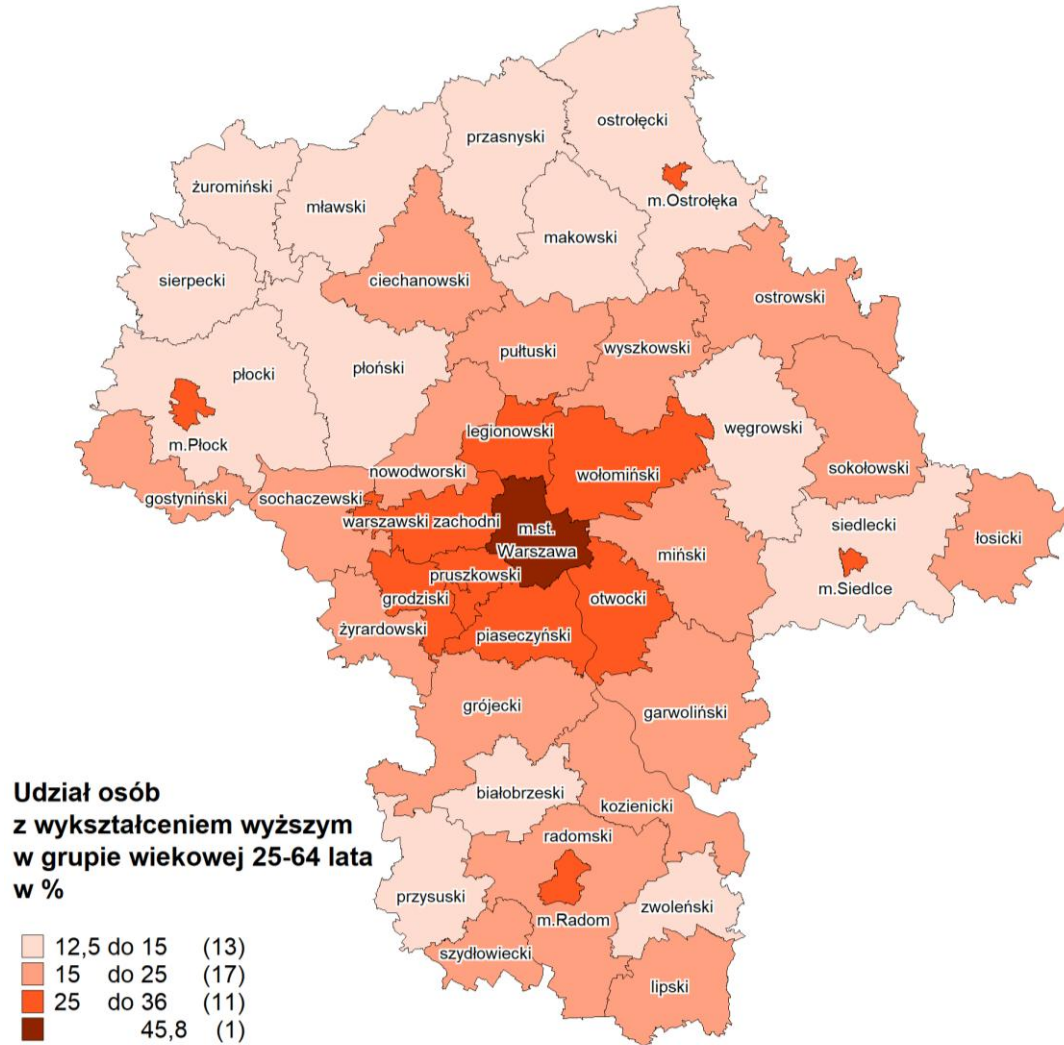 ostrołęcki
przasnyski
żuromiński
m.Ostrołęka
mławski
makowski
sierpecki
ciechanowski
ostrowski
pułtuski
wyszkowski
płocki
płoński
węgrowski
legionowski
m.Płock
wołomiński
sokołowski
nowodworski
gostyniński
sochaczewski
warszawski zachodni
siedlecki
m.st.
Warszawa
miński
łosicki
pruszkowski
m.Siedlce
grodziski
otwocki
żyrardowski
piaseczyński
grójecki
garwoliński
białobrzeski
kozienicki
radomski
przysuski
zwoleński
m.Radom
szydłowiecki
lipski
Udział osób
z wykształceniem wyższym
w grupie wiekowej 25-64 lata
w %
12,5 do 15 (13)
15 do 25 (17)
25 do 36 (11)
45,8 (1)